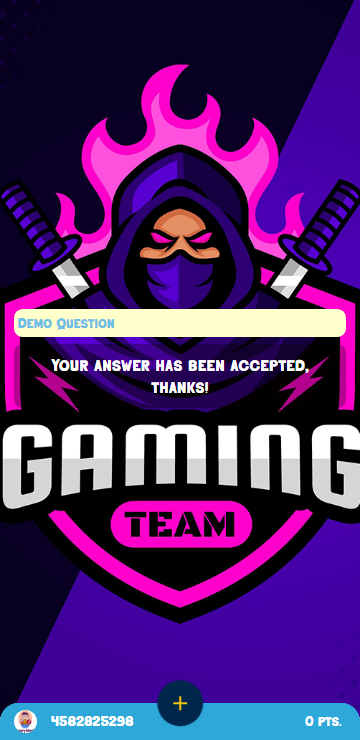 Demo Question
Your answer has been accepted,
thanks!
GAMING
TEAM
+
4582825298
0 pts.